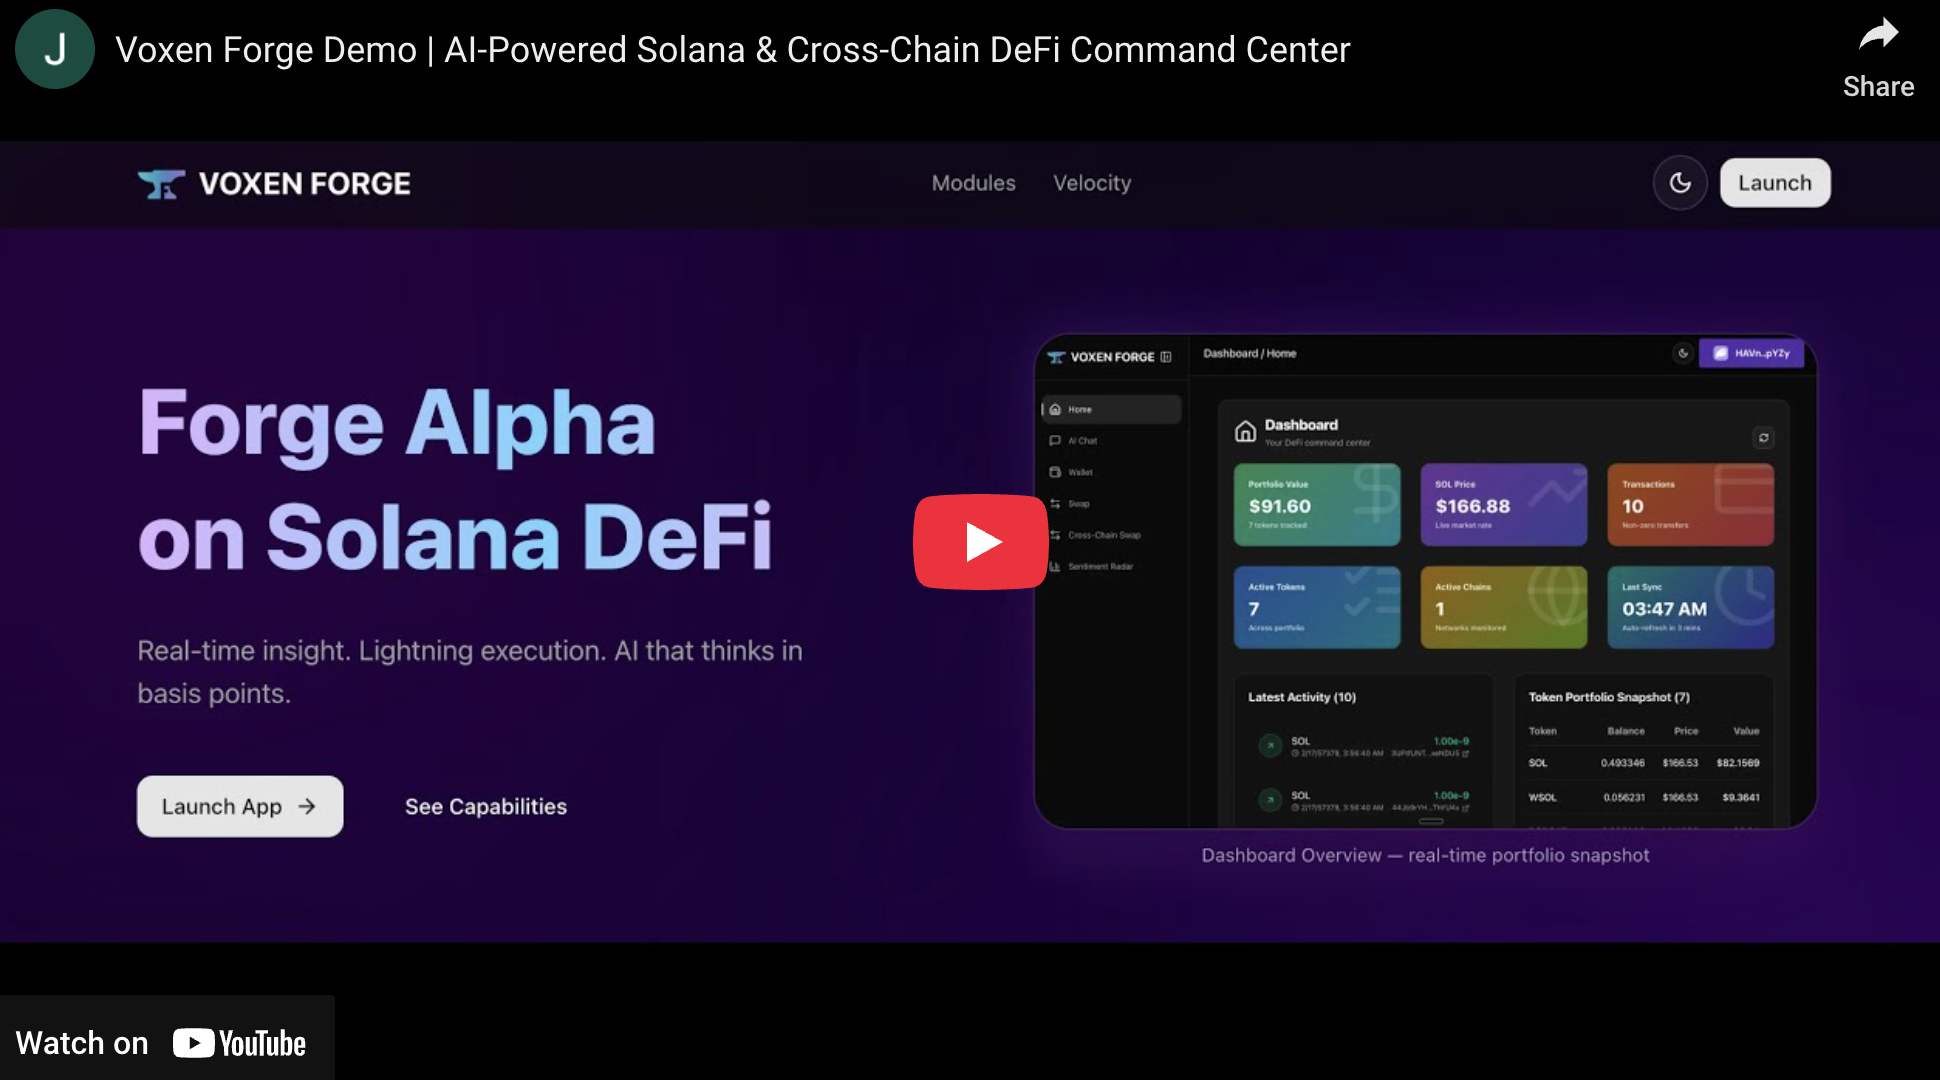 J
Voxen Forge Demo | AI-Powered Solana & Cross-Chain DeFi Command Center
Share
VOXEN FORGE
Modules
Velocity
Launch
Forge Alpha
on Solana DeFi
Real-time insight. Lightning execution. AI that thinks in
basis points.
Launch App →
See Capabilities
VOXEN FORGE
Dashboard / Home
HAVn..pYZy
Home
AI Chat
Wallet
Swap
Cross-Chain Swap
Sentiment Radar
Dashboard
Your DeFi command center
Portfolio Value
$91.60
7 tokens tracked
SOL Price
$166.88
Live market rate
Transactions
10
Non-zero transfers
Active Tokens
7
Across portfolio
Active Chains
1
Networks monitored
Last Sync
03:47 AM
Auto-refresh in 3 mins
Latest Activity (10)
SOL
1.00e-9
SOL
1.00e-9
Token Portfolio Snapshot (7)
Token Balance Price Value
SOL 0.493346 $166.53 $82.1569
WSOL 0.056231 $166.53 $9.3641
Dashboard Overview — real-time portfolio snapshot
Watch on YouTube